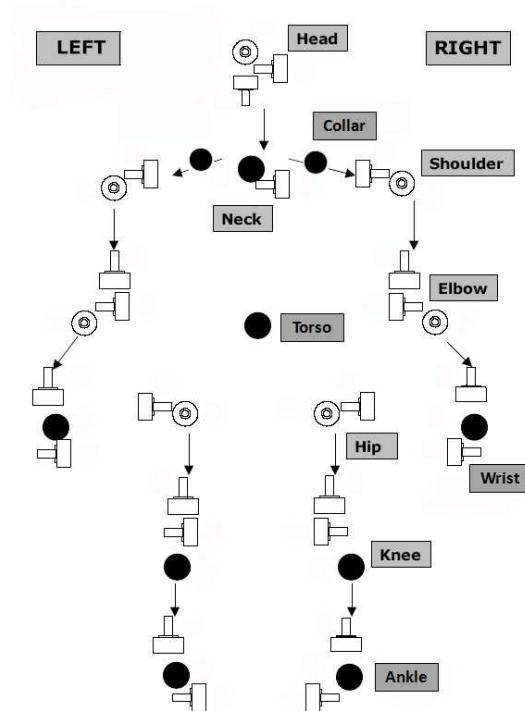 LEFT
Head
RIGHT
Collar
Shoulder
Neck
Elbow
Torso
Hip
Wrist
Knee
Ankle